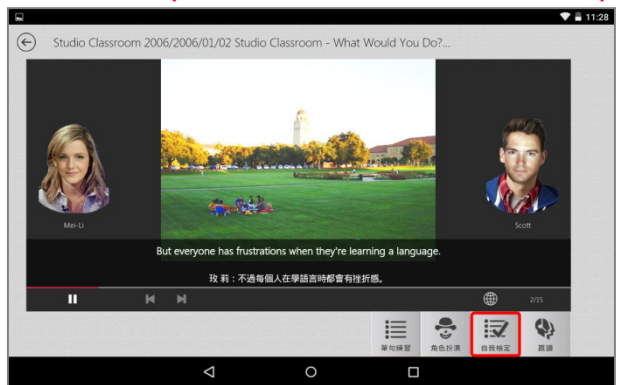 11:28
Studio Classroom 2006/2006/01/02 Studio Classroom - What Would You Do?...
Mei-Li
Scott
But everyone has frustrations when they're learning a language.
玫 莉：不過每個人在學語言時都會有挫折感。
2/15
單句練習
角色扮演
自我檢定
跟讀